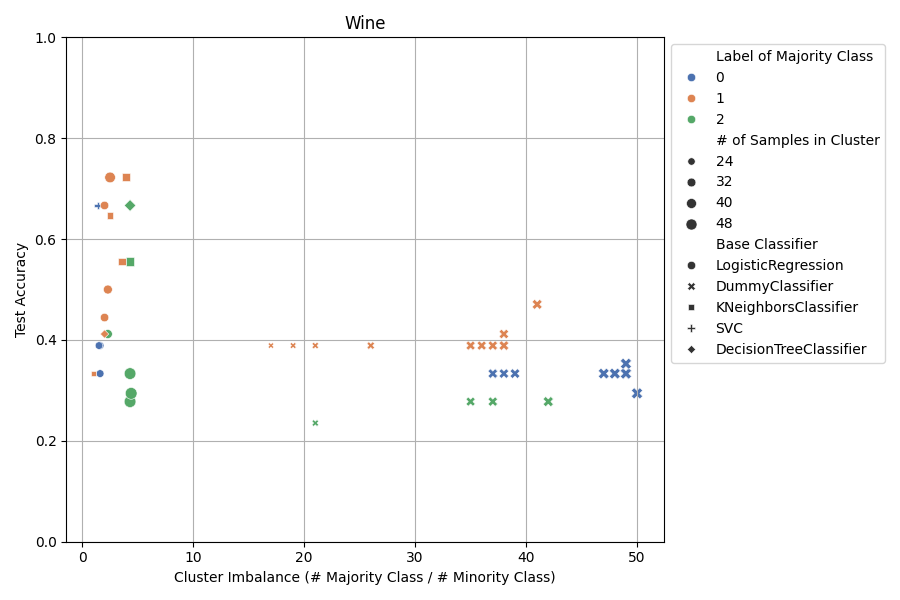 Wine
1.0
0.8
0.6
0.4
0.2
0.0
Test Accuracy
0 10 20 30 40 50
Cluster Imbalance (# Majority Class / # Minority Class)
Label of Majority Class
0
1
2
# of Samples in Cluster
24
32
40
48
Base Classifier
LogisticRegression
DummyClassifier
KNeighborsClassifier
SVC
DecisionTreeClassifier